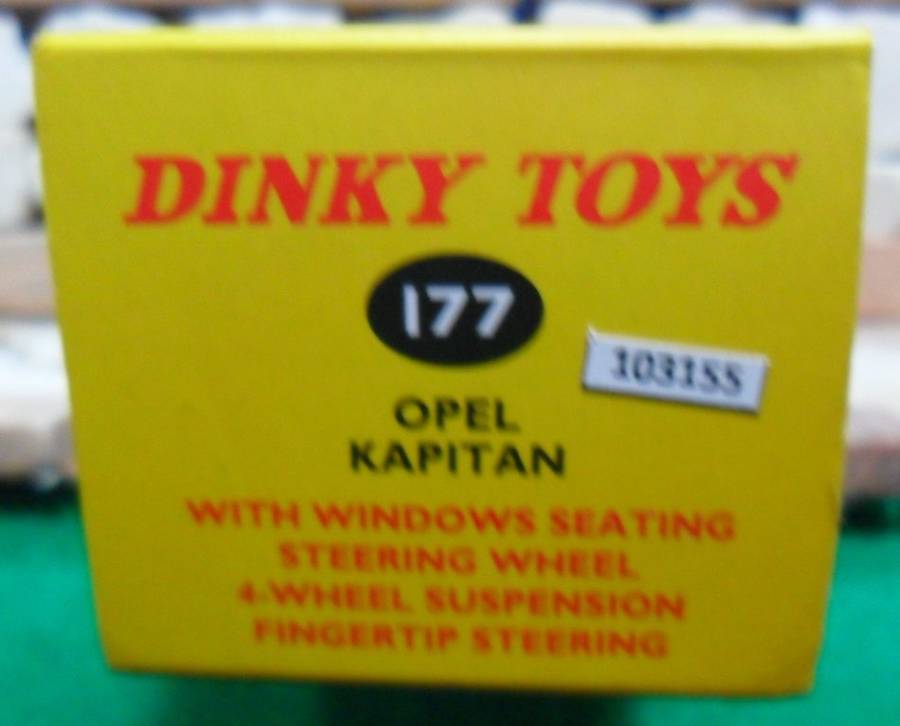 DINKY TOYS
177
103155
OPEL
KAPITAN
WITH WINDOWS SEATING
STEERING WHEEL
4-WHEEL SUSPENSION
FINGERTIP STEERING